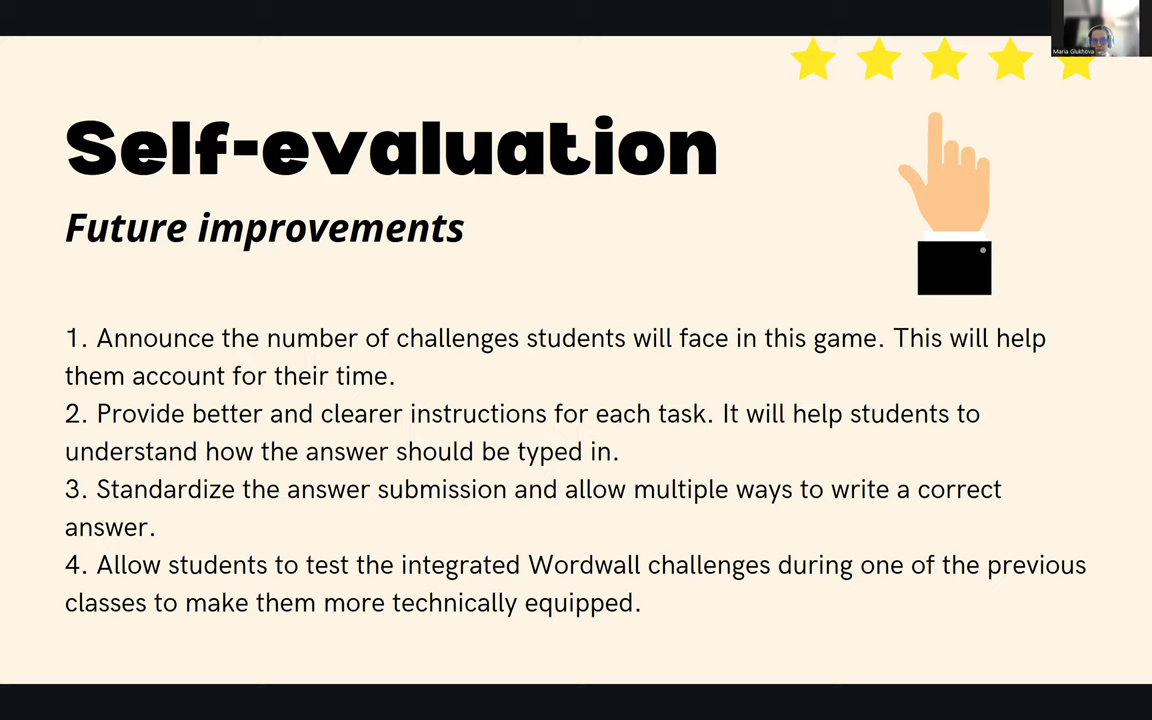 Maria Glukhova
Self-evaluation
Future improvements
1. Announce the number of challenges students will face in this game. This will help
them account for their time.
2. Provide better and clearer instructions for each task. It will help students to
understand how the answer should be typed in.
3. Standardize the answer submission and allow multiple ways to write a correct
answer.
4. Allow students to test the integrated Wordwall challenges during one of the previous
classes to make them more technically equipped.